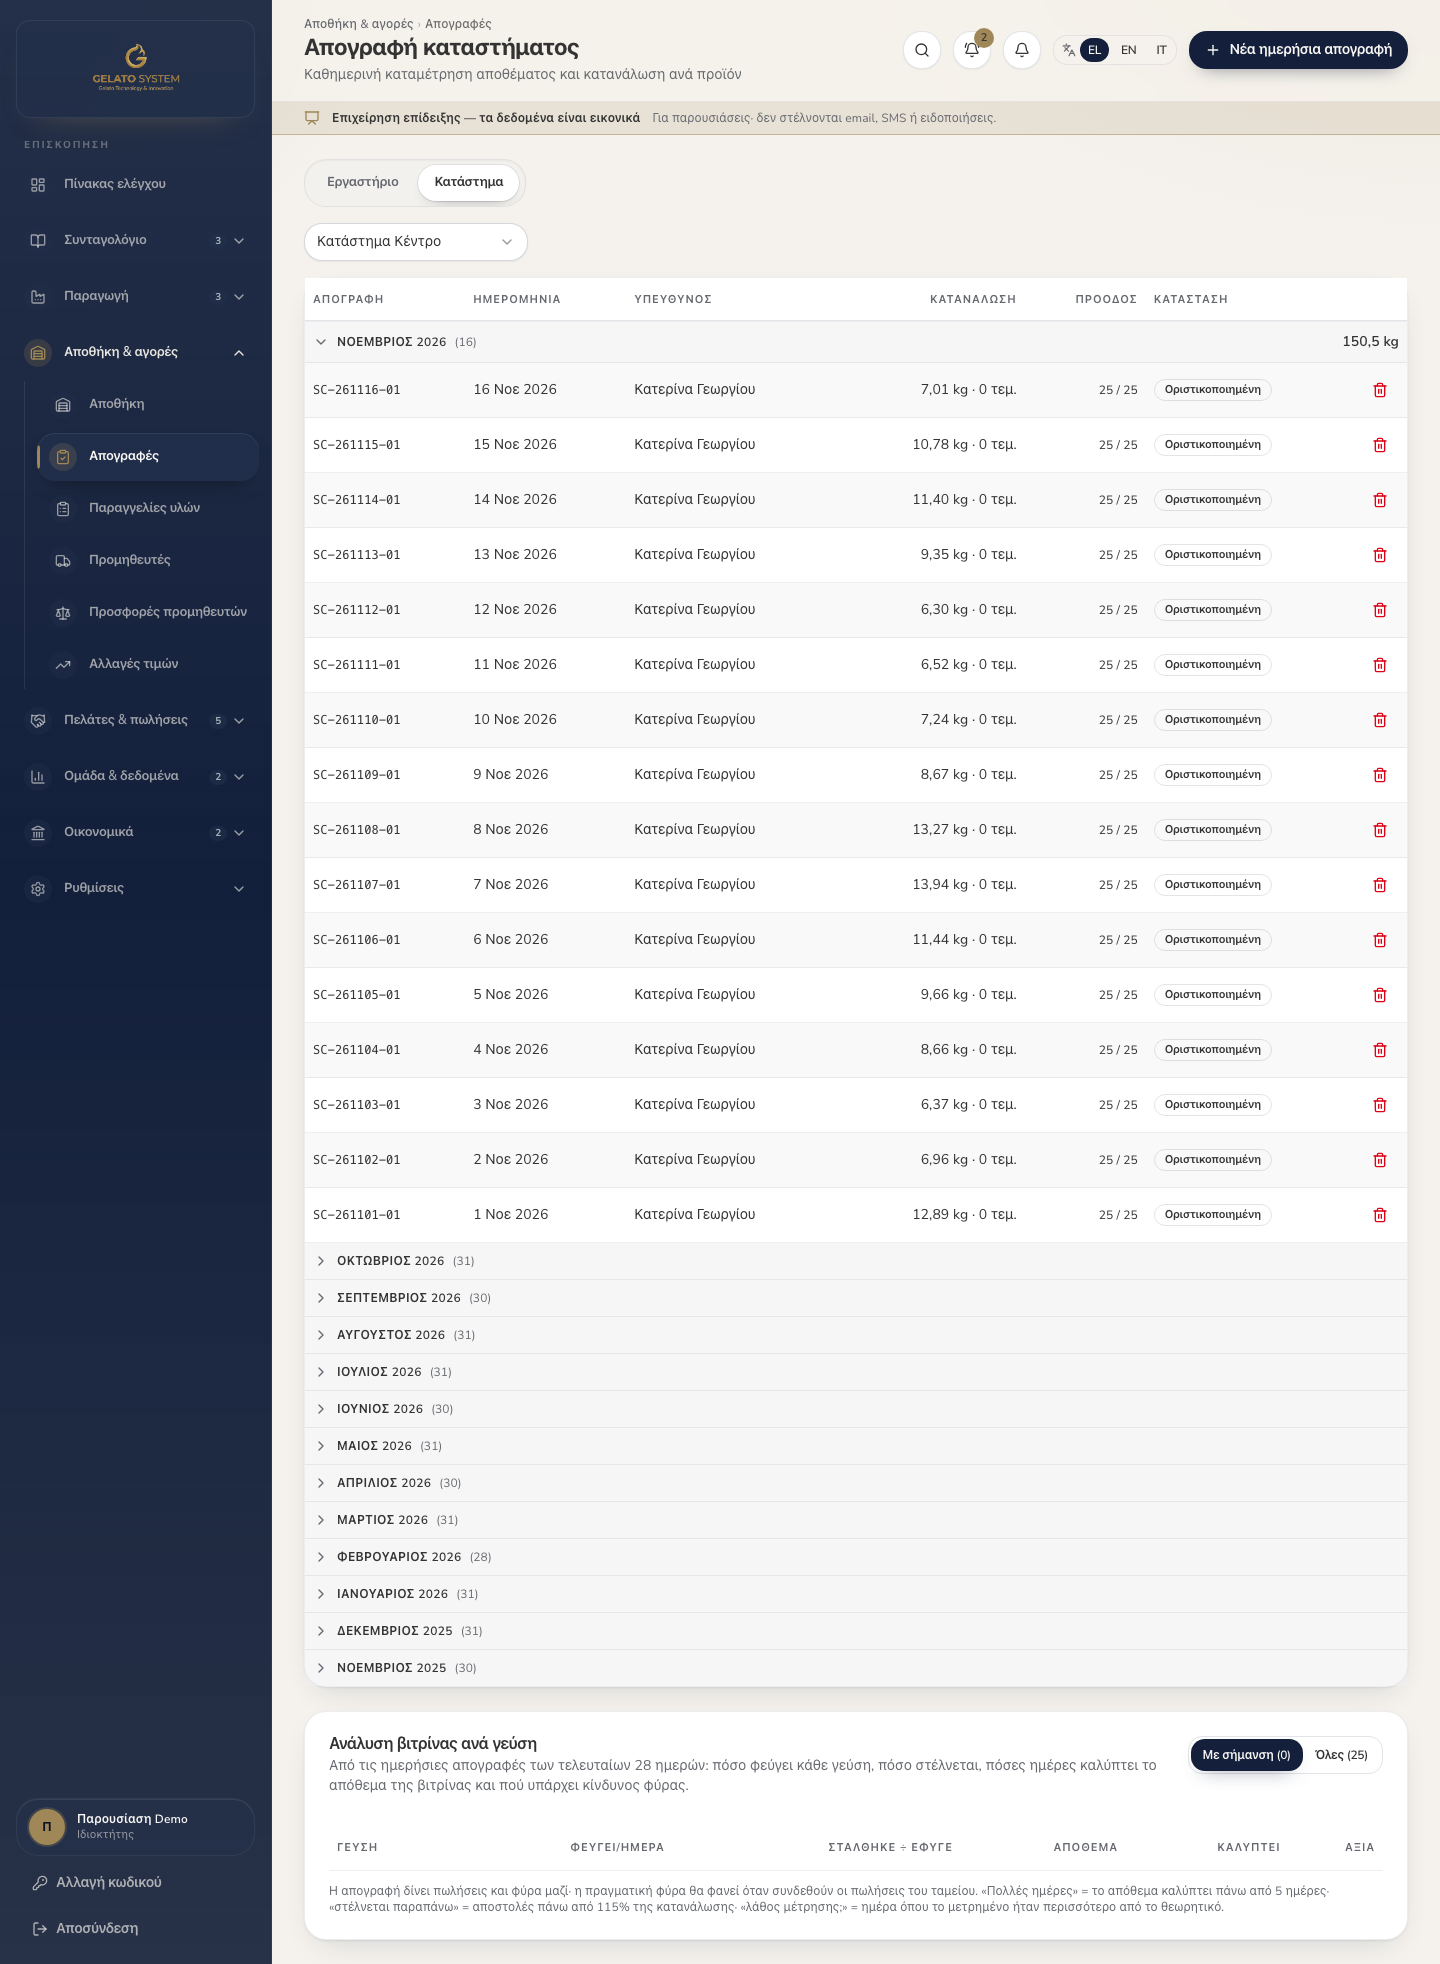 GELATO SYSTEM
Gelato Technology & Innovation
ΕΠΙΣΚΟΠΗΣΗ
Πίνακας ελέγχου
Συνταγολόγιο 3
Παραγωγή 3
Αποθήκη & αγορές
Αποθήκη
Απογραφές
Παραγγελίες υλών
Προμηθευτές
Προσφορές προμηθευτών
Αλλαγές τιμών
Πελάτες & πωλήσεις 5
Ομάδα & δεδομένα 2
Οικονομικά 2
Ρυθμίσεις
Π
Παρουσίαση Demo
Ιδιοκτήτης
Αλλαγή κωδικού
Αποσύνδεση
Αποθήκη & αγορές › Απογραφές
Απογραφή καταστήματος
Καθημερινή καταμέτρηση αποθέματος και κατανάλωση ανά προϊόν
2
EL EN IT
+ Νέα ημερήσια απογραφή
Επιχείρηση επίδειξης — τα δεδομένα είναι εικονικά Για παρουσιάσεις· δεν στέλνονται email, SMS ή ειδοποιήσεις.
Εργαστήριο Κατάστημα
Κατάστημα Κέντρο
ΑΠΟΓΡΑΦΗ ΗΜΕΡΟΜΗΝΙΑ ΥΠΕΥΘΥΝΟΣ ΚΑΤΑΝΑΛΩΣΗ ΠΡΟΟΔΟΣ ΚΑΤΑΣΤΑΣΗ
ΝΟΕΜΒΡΙΟΣ 2026 (16) 150,5 kg
SC-261116-01 16 Νοε 2026 Κατερίνα Γεωργίου 7,01 kg · 0 τεμ. 25 / 25 Οριστικοποιημένη
SC-261115-01 15 Νοε 2026 Κατερίνα Γεωργίου 10,78 kg · 0 τεμ. 25 / 25 Οριστικοποιημένη
SC-261114-01 14 Νοε 2026 Κατερίνα Γεωργίου 11,40 kg · 0 τεμ. 25 / 25 Οριστικοποιημένη
SC-261113-01 13 Νοε 2026 Κατερίνα Γεωργίου 9,35 kg · 0 τεμ. 25 / 25 Οριστικοποιημένη
SC-261112-01 12 Νοε 2026 Κατερίνα Γεωργίου 6,30 kg · 0 τεμ. 25 / 25 Οριστικοποιημένη
SC-261111-01 11 Νοε 2026 Κατερίνα Γεωργίου 6,52 kg · 0 τεμ. 25 / 25 Οριστικοποιημένη
SC-261110-01 10 Νοε 2026 Κατερίνα Γεωργίου 7,24 kg · 0 τεμ. 25 / 25 Οριστικοποιημένη
SC-261109-01 9 Νοε 2026 Κατερίνα Γεωργίου 8,67 kg · 0 τεμ. 25 / 25 Οριστικοποιημένη
SC-261108-01 8 Νοε 2026 Κατερίνα Γεωργίου 13,27 kg · 0 τεμ. 25 / 25 Οριστικοποιημένη
SC-261107-01 7 Νοε 2026 Κατερίνα Γεωργίου 13,94 kg · 0 τεμ. 25 / 25 Οριστικοποιημένη
SC-261106-01 6 Νοε 2026 Κατερίνα Γεωργίου 11,44 kg · 0 τεμ. 25 / 25 Οριστικοποιημένη
SC-261105-01 5 Νοε 2026 Κατερίνα Γεωργίου 9,66 kg · 0 τεμ. 25 / 25 Οριστικοποιημένη
SC-261104-01 4 Νοε 2026 Κατερίνα Γεωργίου 8,66 kg · 0 τεμ. 25 / 25 Οριστικοποιημένη
SC-261103-01 3 Νοε 2026 Κατερίνα Γεωργίου 6,37 kg · 0 τεμ. 25 / 25 Οριστικοποιημένη
SC-261102-01 2 Νοε 2026 Κατερίνα Γεωργίου 6,96 kg · 0 τεμ. 25 / 25 Οριστικοποιημένη
SC-261101-01 1 Νοε 2026 Κατερίνα Γεωργίου 12,89 kg · 0 τεμ. 25 / 25 Οριστικοποιημένη
ΟΚΤΩΒΡΙΟΣ 2026 (31)
ΣΕΠΤΕΜΒΡΙΟΣ 2026 (30)
ΑΥΓΟΥΣΤΟΣ 2026 (31)
ΙΟΥΛΙΟΣ 2026 (31)
ΙΟΥΝΙΟΣ 2026 (30)
ΜΑΙΟΣ 2026 (31)
ΑΠΡΙΛΙΟΣ 2026 (30)
ΜΑΡΤΙΟΣ 2026 (31)
ΦΕΒΡΟΥΑΡΙΟΣ 2026 (28)
ΙΑΝΟΥΑΡΙΟΣ 2026 (31)
ΔΕΚΕΜΒΡΙΟΣ 2025 (31)
ΝΟΕΜΒΡΙΟΣ 2025 (30)
Ανάλυση βιτρίνας ανά γεύση
Από τις ημερήσιες απογραφές των τελευταίων 28 ημερών: πόσο φεύγει κάθε γεύση, πόσο στέλνεται, πόσες ημέρες καλύπτει το
απόθεμα της βιτρίνας και πού υπάρχει κίνδυνος φύρας.
Με σήμανση (0) Όλες (25)
ΓΕΥΣΗ ΦΕΥΓΕΙ/ΗΜΕΡΑ ΣΤΑΛΘΗΚΕ ÷ ΕΦΥΓΕ ΑΠΟΘΕΜΑ ΚΑΛΥΠΤΕΙ ΑΞΙΑ
Η απογραφή δίνει πωλήσεις και φύρα μαζί· η πραγματική φύρα θα φανεί όταν συνδεθούν οι πωλήσεις του ταμείου. «Πολλές ημέρες» = το απόθεμα καλύπτει πάνω από 5 ημέρες·
«στέλνεται παραπάνω» = αποστολές πάνω από 115% της κατανάλωσης· «λάθος μέτρησης;» = ημέρα όπου το μετρημένο ήταν περισσότερο από το θεωρητικό.